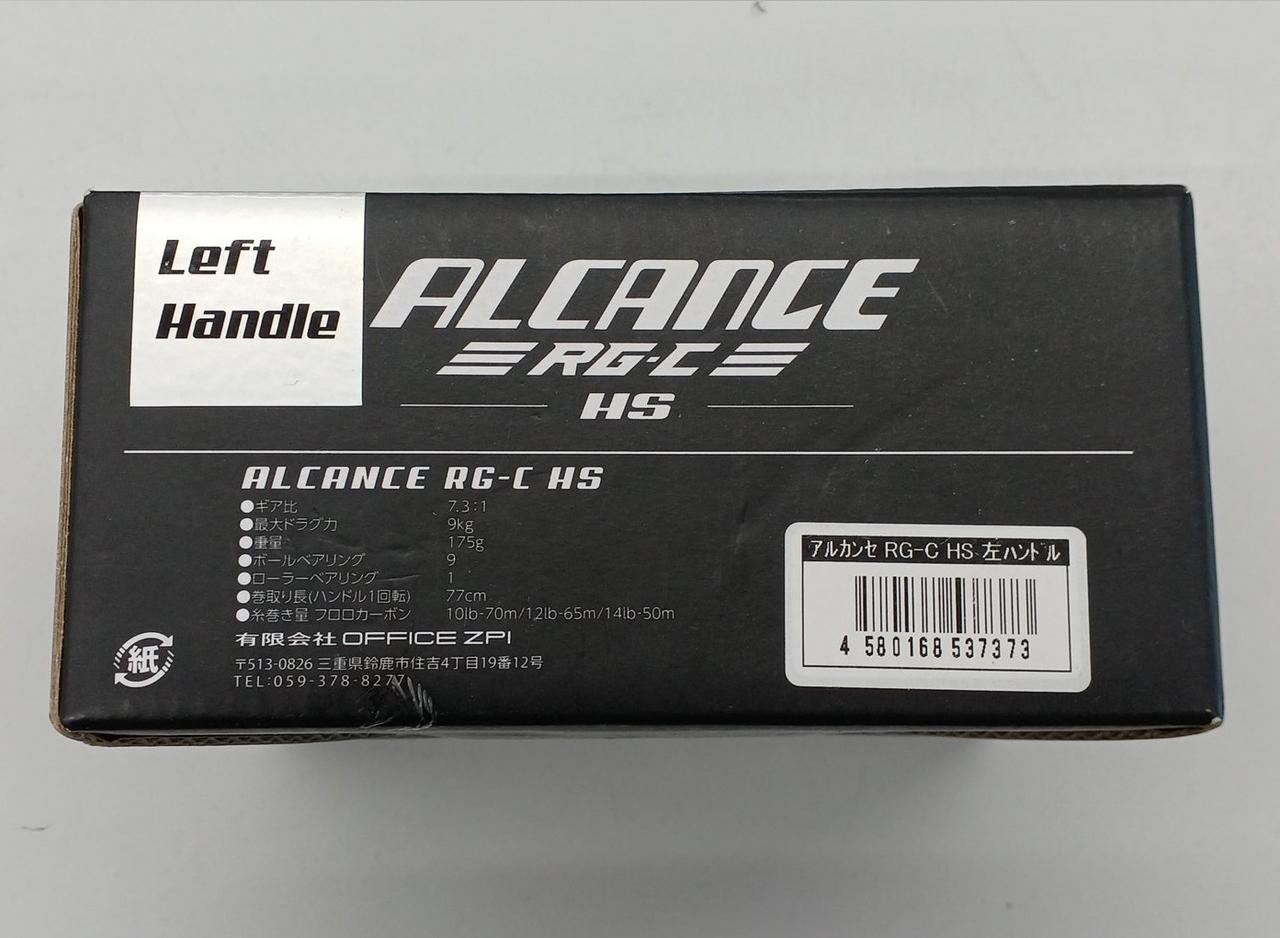 Left
Handle
ALCANCE
RG-C
HS
ALCANCE RG-C HS
●ギア比 7.3:1
●最大ドラグ力 9kg
●重量 175g
●ボールベアリング 9
●ローラーベアリング 1
●巻取り長(ハンドル1回転) 77cm
●糸巻き量 フロロカーボン 10lb-70m/12lb-65m/14lb-50m
有限会社 OFFICE ZPI
〒513-0826 三重県鈴鹿市住吉4丁目19番12号
TEL:059-378-8277
紙
アルカンセ RG-C HS 左ハンドル
4 580168 537373